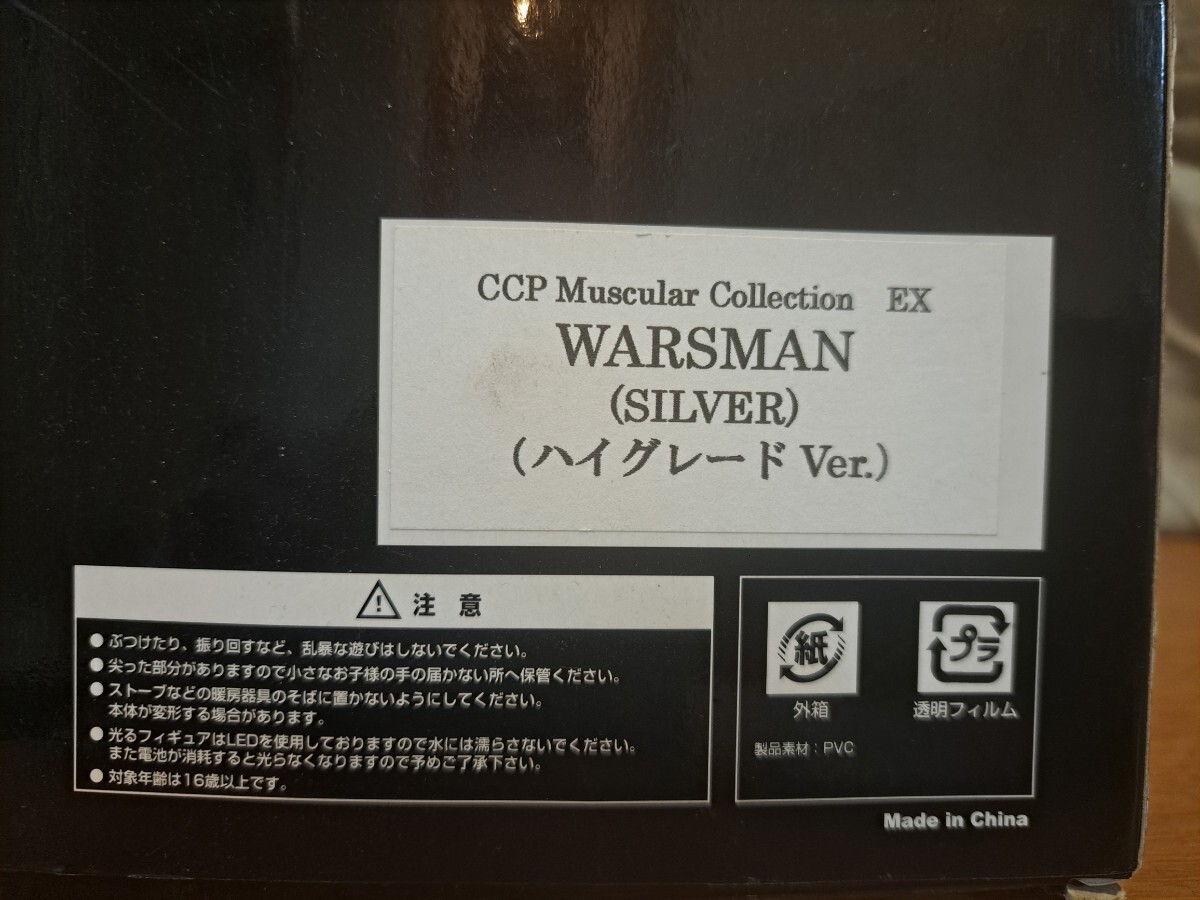 CCP Muscular Collection EX
WARSMAN
(SILVER)
(ハイグレード Ver.)
注 意
● ぶつけたり、振り回すなど、乱暴な遊びはしないでください。
● 尖った部分がありますので小さなお子様の手の届かない所へ保管ください。
● ストーブなどの暖房器具のそばに置かないようにしてください。
本体が変形する場合があります。
● 光るフィギュアはLEDを使用しておりますので水には濡らさないでください。
また電池が消耗すると光らなくなりますので予めご了承下さい。
● 対象年齢は16歳以上です。
紙
外箱
プラ
透明フィルム
製品素材：PVC
Made in China